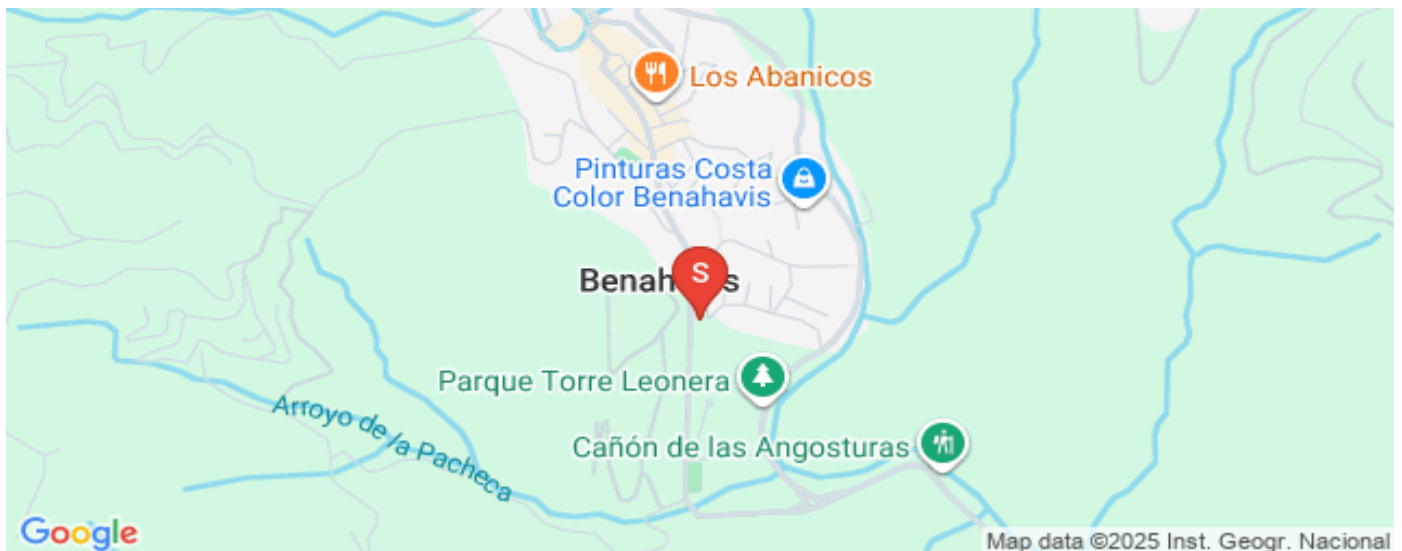 Los Abanicos
Pinturas Costa
Color Benahavis
S
Parque Torre Leonera
Arroyo de la Pacheca
Cañón de las Angosturas
Google
Map data ©2025 Inst. Geogr. Nacional